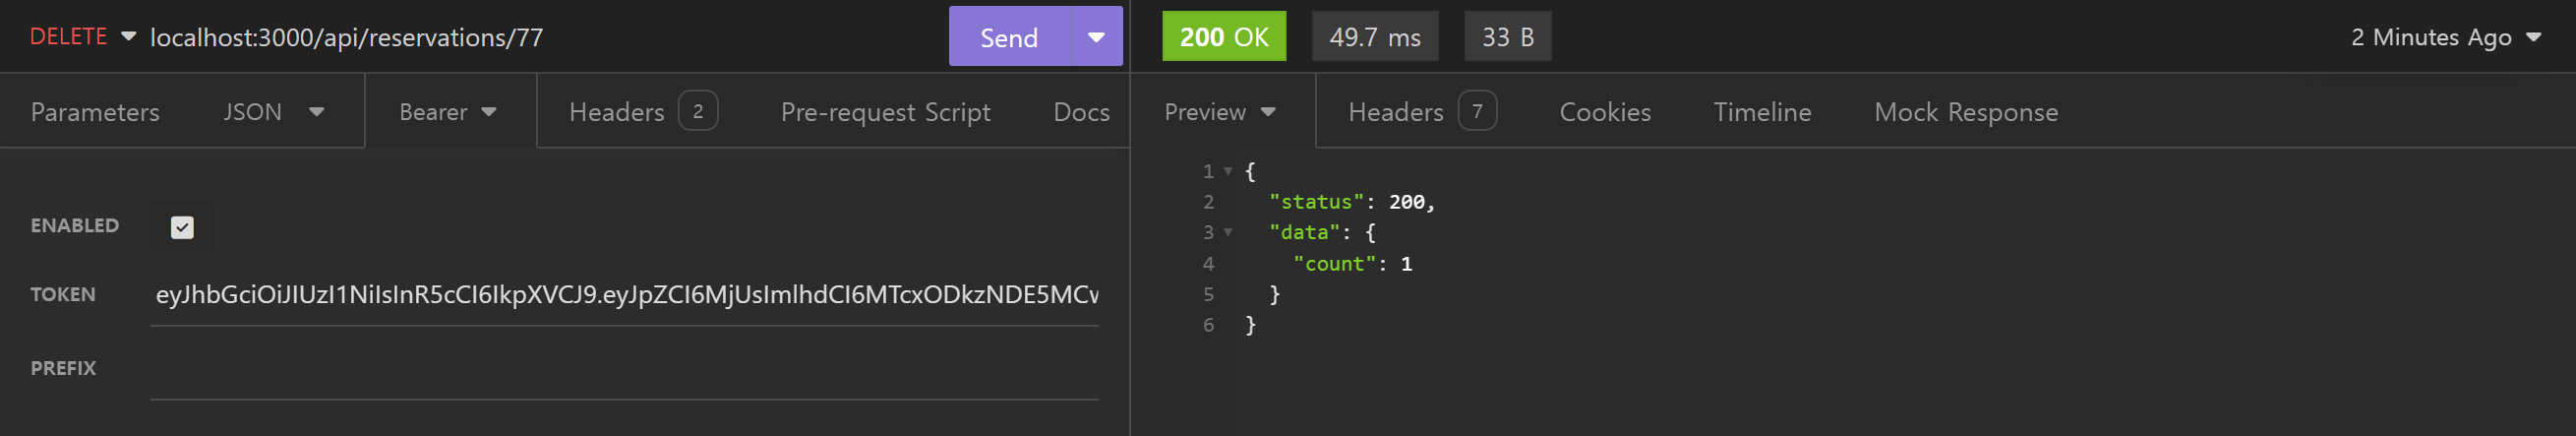 DELETE localhost:3000/api/reservations/77 Send
Parameters JSON Bearer Headers 2 Pre-request Script Docs
ENABLED
TOKEN eyJhbGciOiJIUzI1NiIsInR5cCI6IkpXVCJ9.eyJpZCI6MjUsImlhdCI6MTcxODkzNDE5MCw
PREFIX
200 OK 49.7 ms 33 B 2 Minutes Ago
Preview Headers 7 Cookies Timeline Mock Response
1 {
2 "status": 200,
3 "data": {
4 "count": 1
5 }
6 }